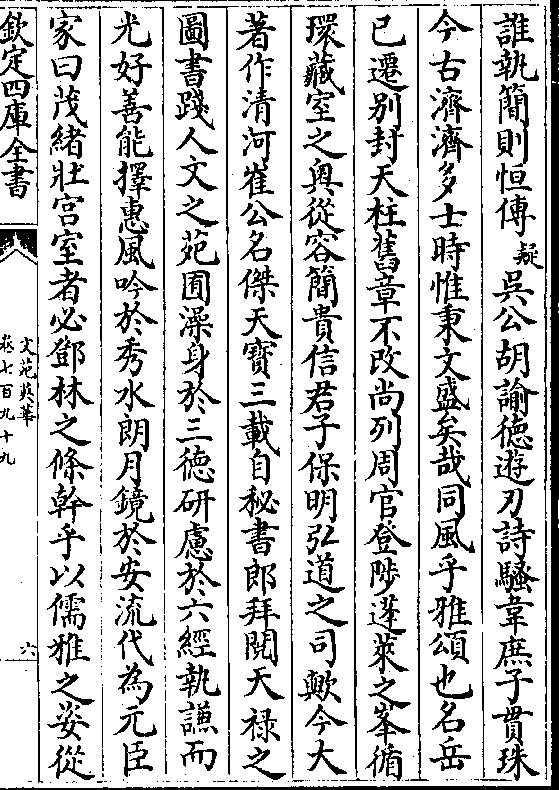 誰執簡則恒傳疑吳公胡諭徳遊刃詩騷韋庶子貫珠
今古濟濟多士時惟秉文盛矣哉同風乎雅頌也名岳
已遷别封天柱舊章不改尚列周官登陟蓬萊之峯循
環藏室之奥從容簡貴信君子保明弘道之司歟今大
著作清河崔公名傑天寳三載自秘書郎拜閲天禄之
圖書踐人文之苑囿澡身於三徳研慮於六經執謙而
光好善能擇惠風吟於秀水朗月鏡於安流代為元臣
家曰茂緒壯宫室者必鄧林之條幹乎以儒雅之姿從
欽定四庫全書
文苑英華
卷七百九十九
六